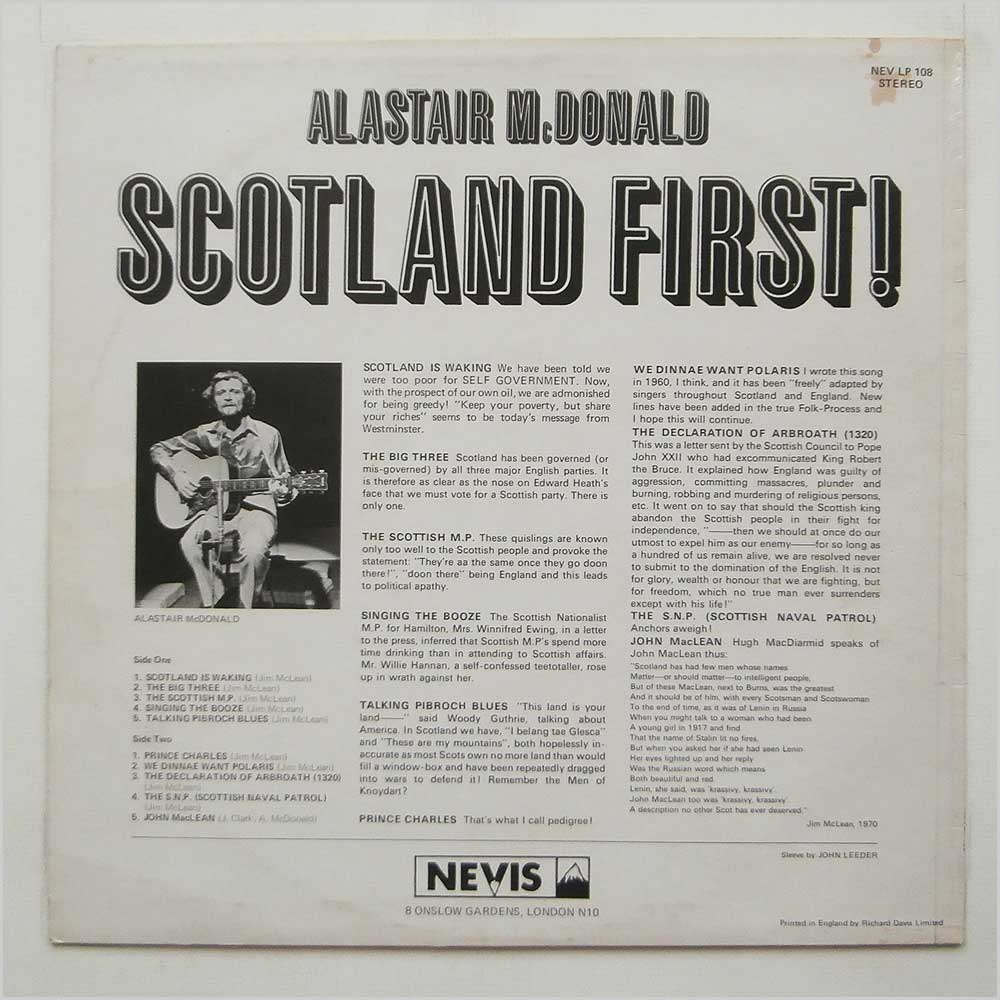 NEV LP 108
STEREO
ALASTAIR McDONALD
SCOTLAND FIRST!
ALASTAIR McDONALD
Side One
1. SCOTLAND IS WAKING (Jim McLean)
2. THE BIG THREE (Jim McLean)
3. THE SCOTTISH M.P. (Jim McLean)
4. SINGING THE BOOZE (Jim McLean)
5. TALKING PIBROCH BLUES (Jim McLean)
Side Two
1. PRINCE CHARLES (Jim McLean)
2. WE DINNAE WANT POLARIS (Jim McLean)
3. THE DECLARATION OF ARBROATH (1320)
(Jim McLean)
4. THE S.N.P. (SCOTTISH NAVAL PATROL)
(Jim McLean)
5. JOHN MacLEAN (J. Clark, A. McDonald)
SCOTLAND IS WAKING We have been told we
were too poor for SELF GOVERNMENT. Now,
with the prospect of our own oil, we are admonished
for being greedy! "Keep your poverty, but share
your riches" seems to be today's message from
Westminster.
THE BIG THREE Scotland has been governed (or
mis-governed) by all three major English parties. It
is therefore as clear as the nose on Edward Heath's
face that we must vote for a Scottish party. There is
only one.
THE SCOTTISH M.P. These quislings are known
only too well to the Scottish people and provoke the
statement: "They're aa the same once they go doon
there!", "doon there" being England and this leads
to political apathy.
SINGING THE BOOZE The Scottish Nationalist
M.P. for Hamilton, Mrs. Winnifred Ewing, in a letter
to the press, inferred that Scottish M.P's spend more
time drinking than in attending to Scottish affairs.
Mr. Willie Hannan, a self-confessed teetotaller, rose
up in wrath against her.
TALKING PIBROCH BLUES "This land is your
land——" said Woody Guthrie, talking about
America. In Scotland we have, "I belang tae Glesca"
and "These are my mountains", both hopelessly in-
accurate as most Scots own no more land than would
fill a window-box and have been repeatedly dragged
into wars to defend it! Remember the Men of
Knoydart?
PRINCE CHARLES That's what I call pedigree!
WE DINNAE WANT POLARIS I wrote this song
in 1960, I think, and it has been "freely" adapted by
singers throughout Scotland and England. New
lines have been added in the true Folk-Process and
I hope this will continue.
THE DECLARATION OF ARBROATH (1320)
This was a letter sent by the Scottish Council to Pope
John XXII who had excommunicated King Robert
the Bruce. It explained how England was guilty of
aggression, committing massacres, plunder and
burning, robbing and murdering of religious persons,
etc. It went on to say that should the Scottish king
abandon the Scottish people in their fight for
independence, "——then we should at once do our
utmost to expel him as our enemy——for so long as
a hundred of us remain alive, we are resolved never
to submit to the domination of the English. It is not
for glory, wealth or honour that we are fighting, but
for freedom, which no true man ever surrenders
except with his life!"
THE S.N.P. (SCOTTISH NAVAL PATROL)
Anchors aweigh!
JOHN MacLEAN Hugh MacDiarmid speaks of
John MacLean thus:
"Scotland has had few men whose names
Matter—or should matter—to intelligent people,
But of these MacLean, next to Burns, was the greatest
And it should be of him, with every Scotsman and Scotswoman
To the end of time, as it was of Lenin in Russia
When you might talk to a woman who had been
A young girl in 1917 and find
That the name of Stalin lit no fires,
But when you asked her if she had seen Lenin
Her eyes lighted up and her reply
Was the Russian word which means
Both beautiful and red.
Lenin, she said, was 'krassivy, krassivy'.
John MacLean too was 'krassivy, krassivy'.
A description no other Scot has ever deserved."
Jim McLean, 1970
Sleeve by JOHN LEEDER
NEVIS
8 ONSLOW GARDENS, LONDON N10
Printed in England by Richard Davis Limited